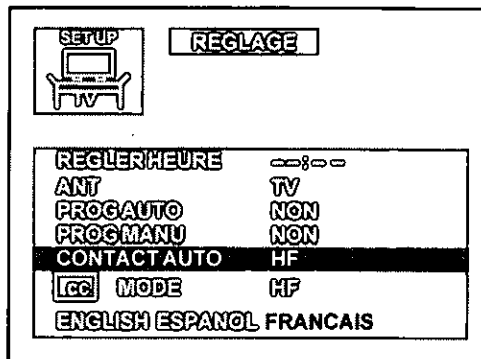 SET UP
REGLAGE
TV
REGLER HEURE --:--
ANT TV
PROG AUTO NON
PROG MANU NON
CONTACT AUTO HF
CC MODE HF
ENGLISH ESPANOL FRANCAIS